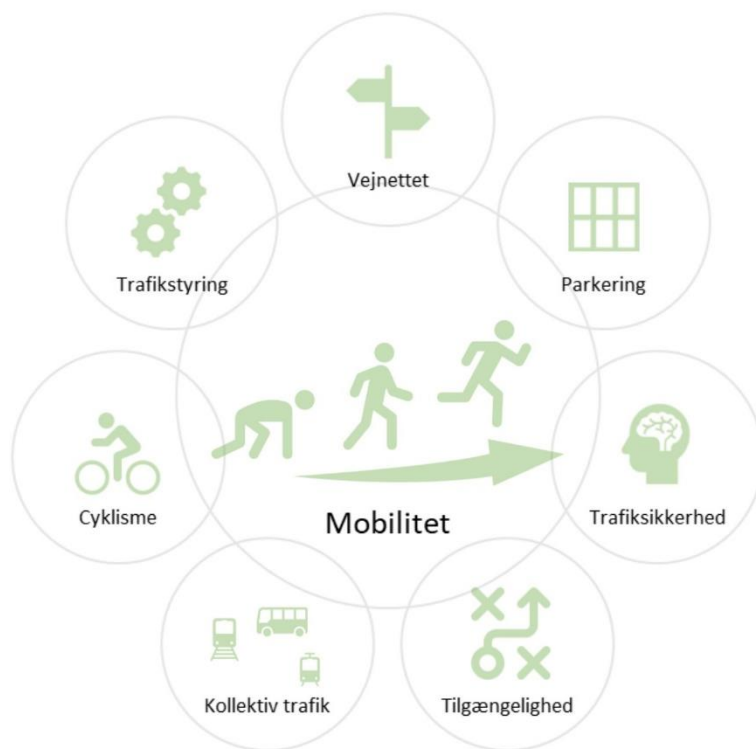 Vejnettet
Trafikstyring
Parkering
Cyklisme
Mobilitet
Trafiksikkerhed
Kollektiv trafik
Tilgængelighed